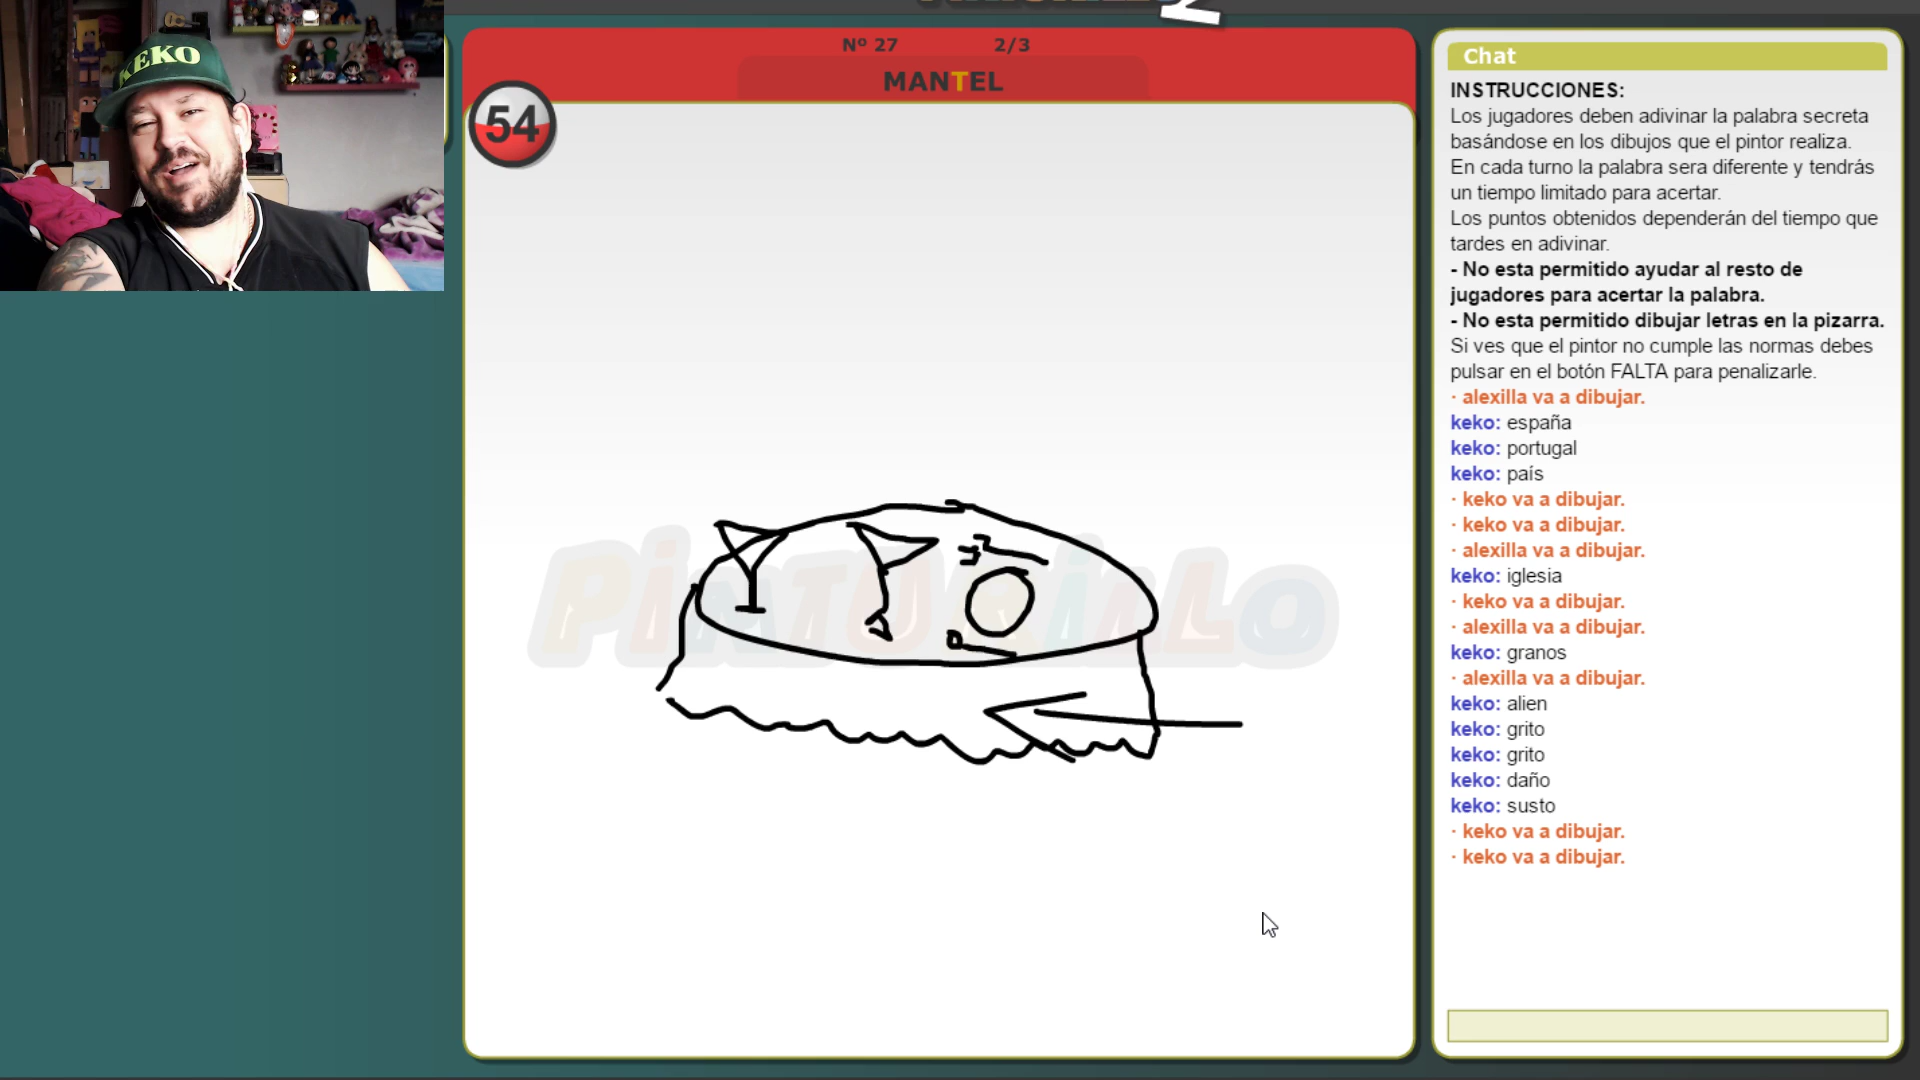 KEKO
Nº 27 2/3
MANTEL
54
PINTURILLO
Chat
INSTRUCCIONES:
Los jugadores deben adivinar la palabra secreta
basándose en los dibujos que el pintor realiza.
En cada turno la palabra sera diferente y tendrás
un tiempo limitado para acertar.
Los puntos obtenidos dependerán del tiempo que
tardes en adivinar.
- No esta permitido ayudar al resto de
jugadores para acertar la palabra.
- No esta permitido dibujar letras en la pizarra.
Si ves que el pintor no cumple las normas debes
pulsar en el botón FALTA para penalizarle.
· alexilla va a dibujar.
keko: españa
keko: portugal
keko: país
· keko va a dibujar.
· keko va a dibujar.
· alexilla va a dibujar.
keko: iglesia
· keko va a dibujar.
· alexilla va a dibujar.
keko: granos
· alexilla va a dibujar.
keko: alien
keko: grito
keko: grito
keko: daño
keko: susto
· keko va a dibujar.
· keko va a dibujar.